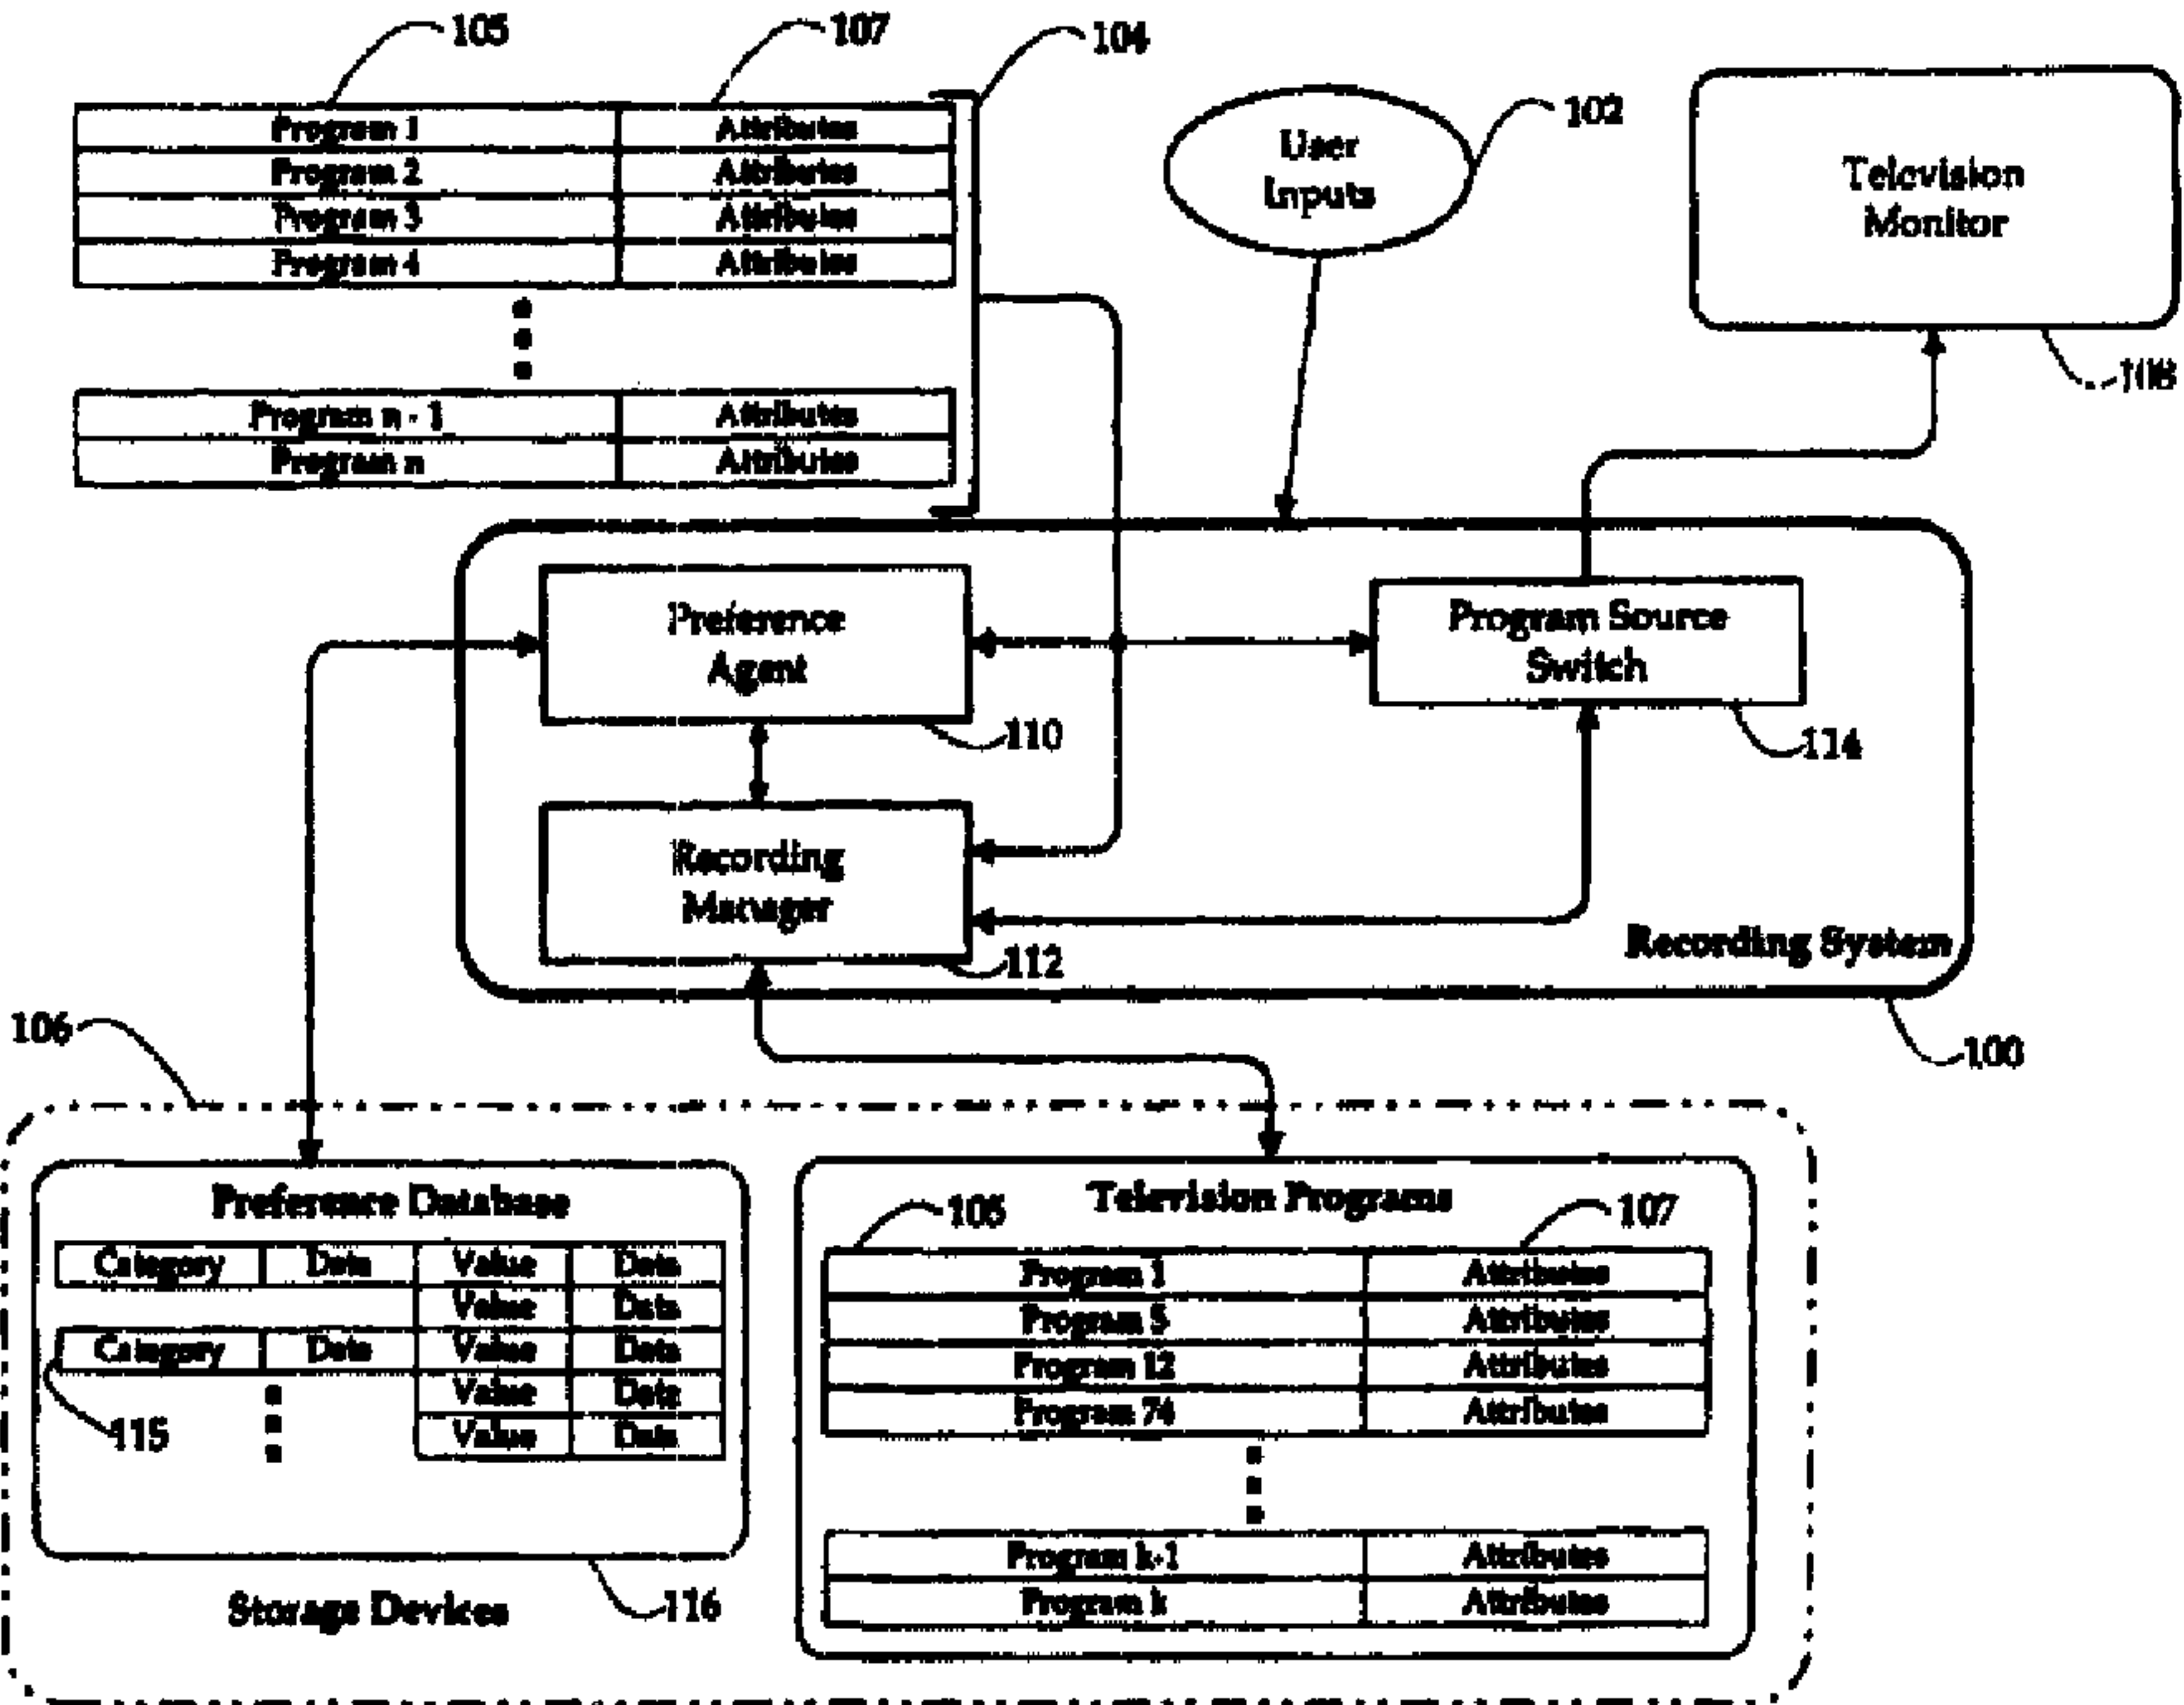 105
107
104
Program 1 Attributes
Program 2 Attributes
Program 3 Attributes
Program 4 Attributes
Program n - 1 Attributes
Program n Attributes
User
Inputs
102
Television
Monitor
108
Preference
Agent
110
Program Source
Switch
114
Recording
Manager
112
Recording System
100
106
Preference Database
Category Data Value Data
Value Data
Category Data Value Data
Value Data
Value Data
115
116
Storage Devices
Television Programs
105
107
Program 1 Attributes
Program 5 Attributes
Program 12 Attributes
Program 74 Attributes
Program k-1 Attributes
Program k Attributes